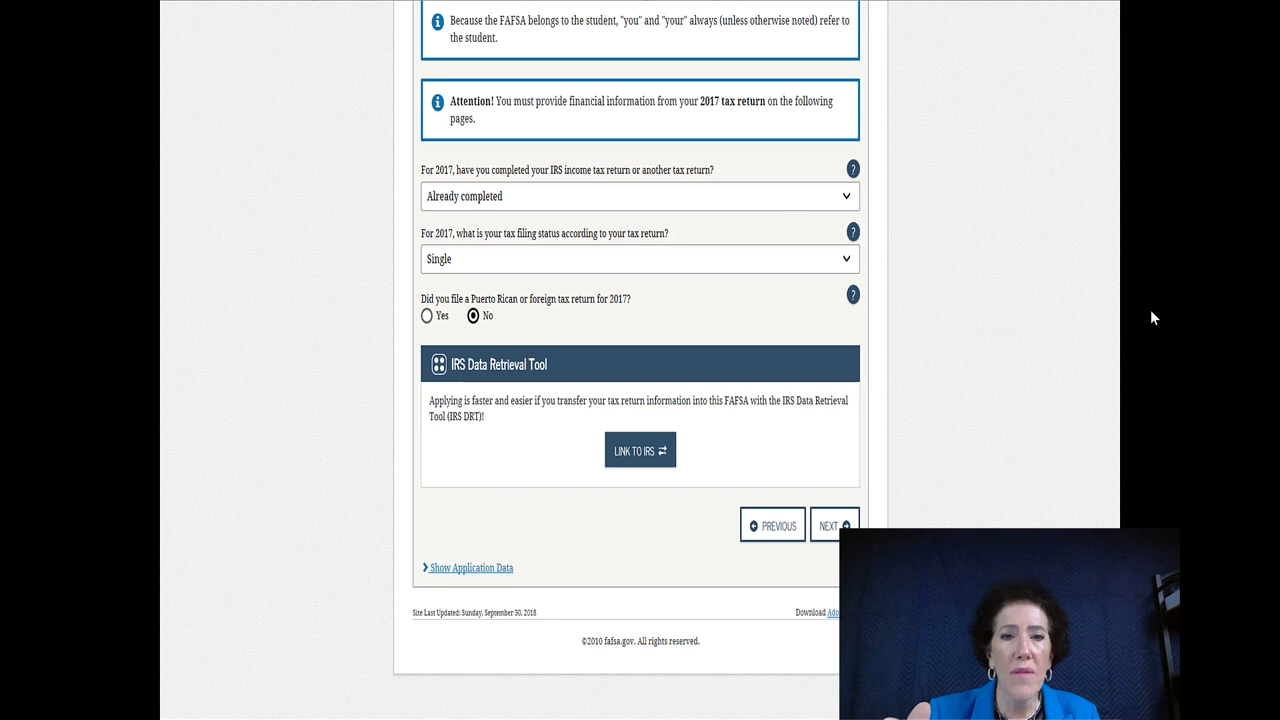 Because the FAFSA belongs to the student, "you" and "your" always (unless otherwise noted) refer to
the student.
Attention! You must provide financial information from your 2017 tax return on the following
pages.
For 2017, have you completed your IRS income tax return or another tax return?
?
Already completed
For 2017, what is your tax filing status according to your tax return?
?
Single
Did you file a Puerto Rican or foreign tax return for 2017?
?
Yes
No
IRS Data Retrieval Tool
Applying is faster and easier if you transfer your tax return information into this FAFSA with the IRS Data Retrieval
Tool (IRS DRT)!
LINK TO IRS
PREVIOUS
NEXT
Show Application Data
Site Last Updated: Sunday, September 30, 2018
Download Ado
©2010 fafsa.gov. All rights reserved.